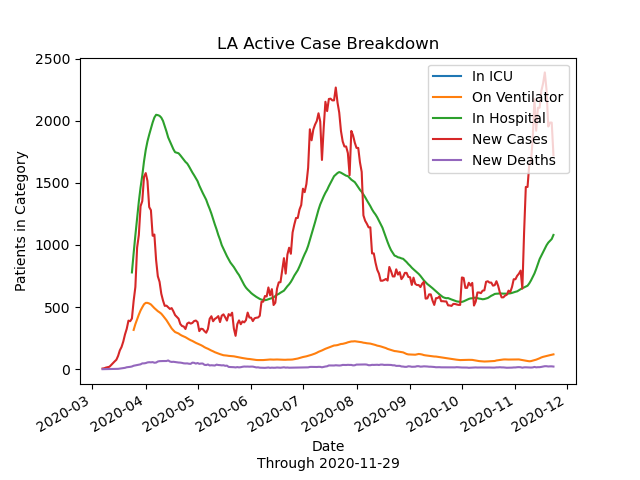 LA Active Case Breakdown
2500
2000
1500
1000
500
0
Patients in Category
In ICU
On Ventilator
In Hospital
New Cases
New Deaths
2020-03
2020-04
2020-05
2020-06
2020-07
2020-08
2020-09
2020-10
2020-11
2020-12
Date
Through 2020-11-29